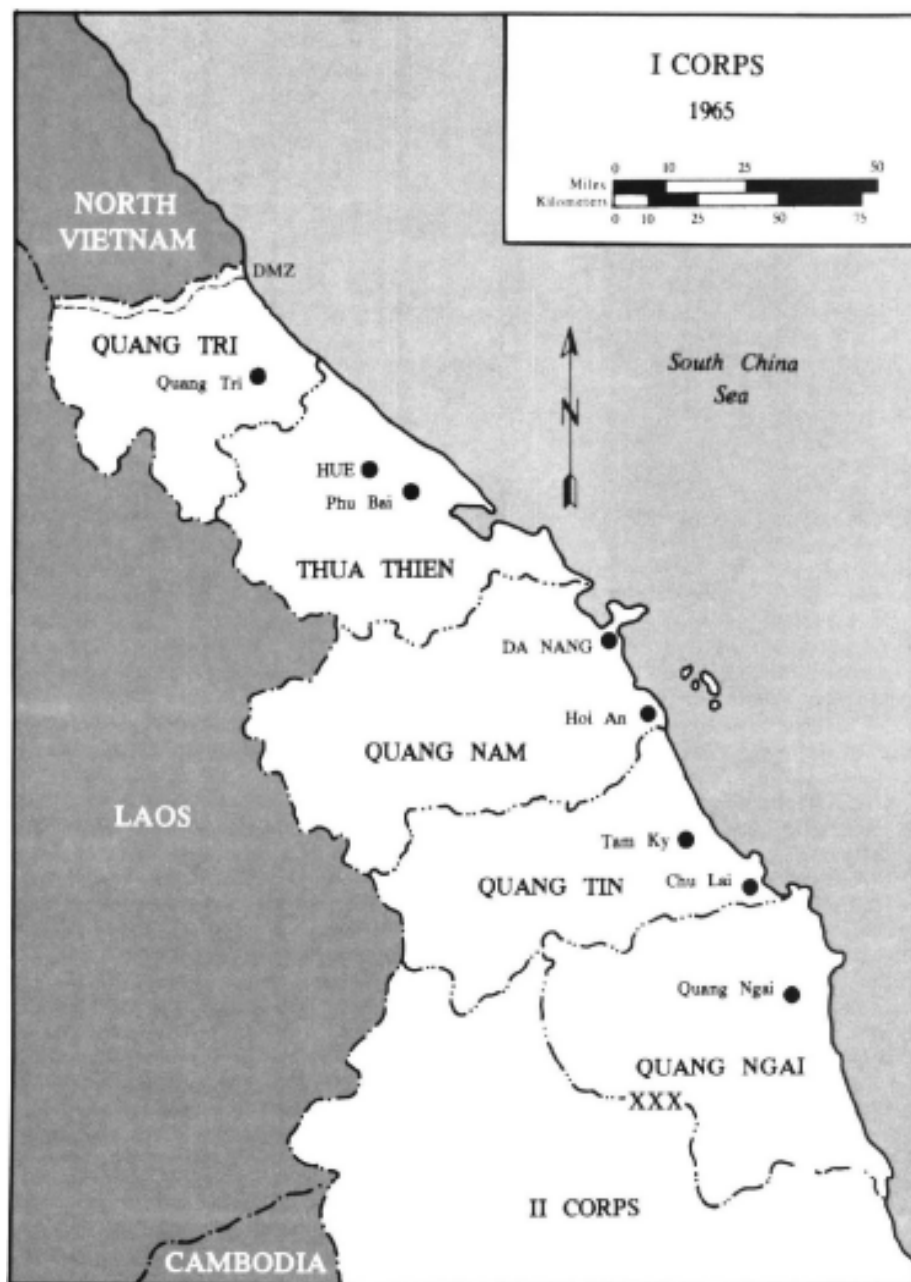 I CORPS
1965
0 10 25 50
Miles
Kilometers
0 10 25 50 75
NORTH
VIETNAM
DMZ
QUANG TRI
Quang Tri
South China
Sea
N
HUE
Phu Bai
THUA THIEN
DA NANG
Hoi An
QUANG NAM
LAOS
Tam Ky
QUANG TIN
Chu Lai
Quang Ngai
QUANG NGAI
XXX
II CORPS
CAMBODIA